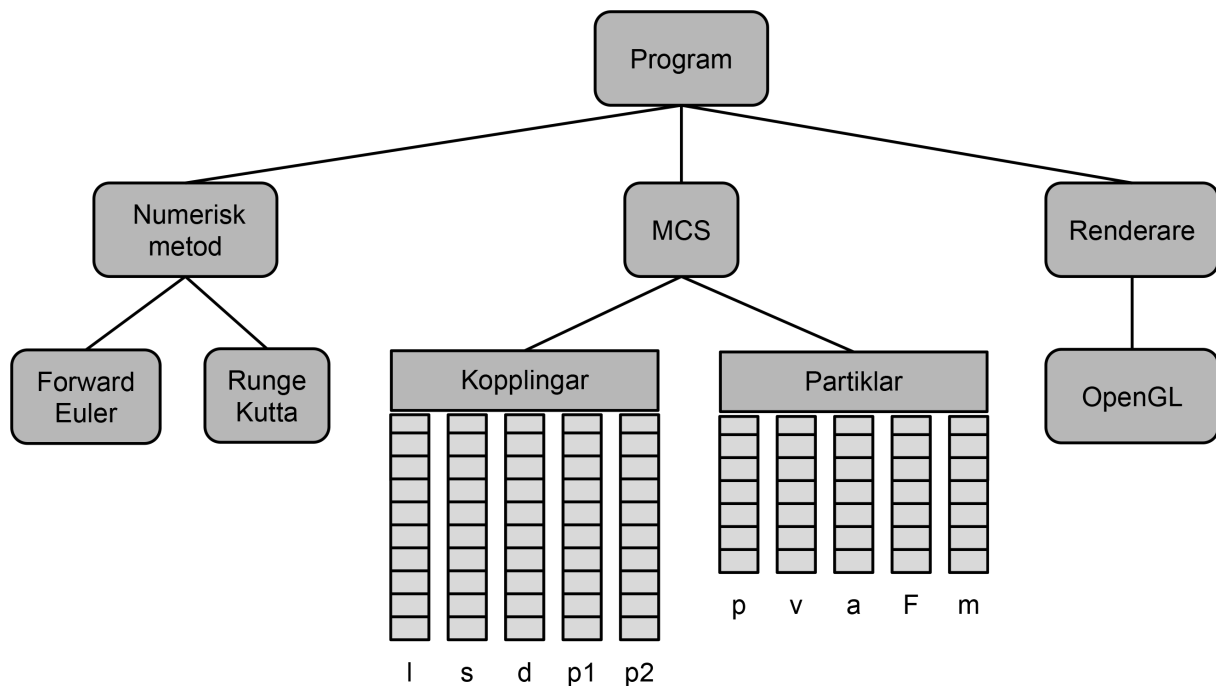 Program
Numerisk
metod
MCS
Renderare
Forward
Euler
Runge
Kutta
Kopplingar
Partiklar
OpenGL
p v a F m
l s d p1 p2